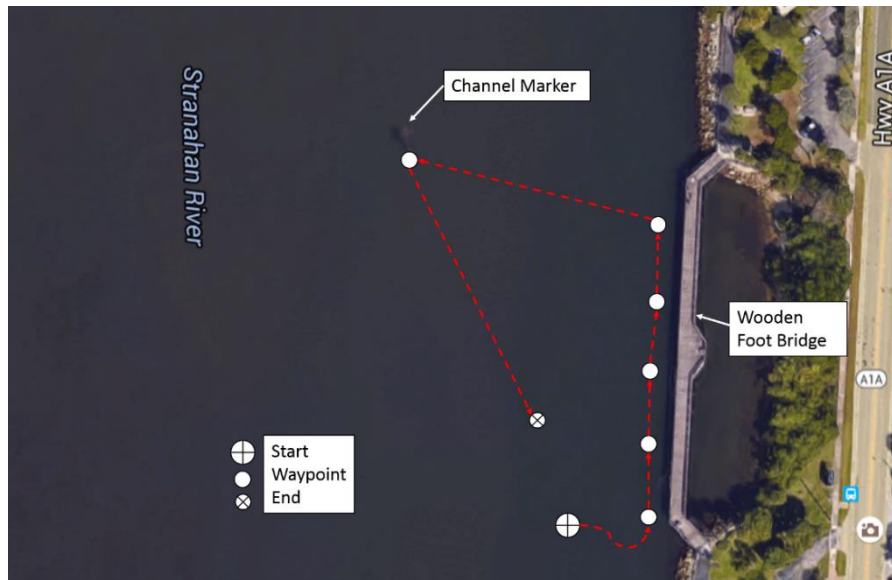 Channel Marker
Stranahan River
Hwy A1A
Wooden
Foot Bridge
A1A
Start
Waypoint
End